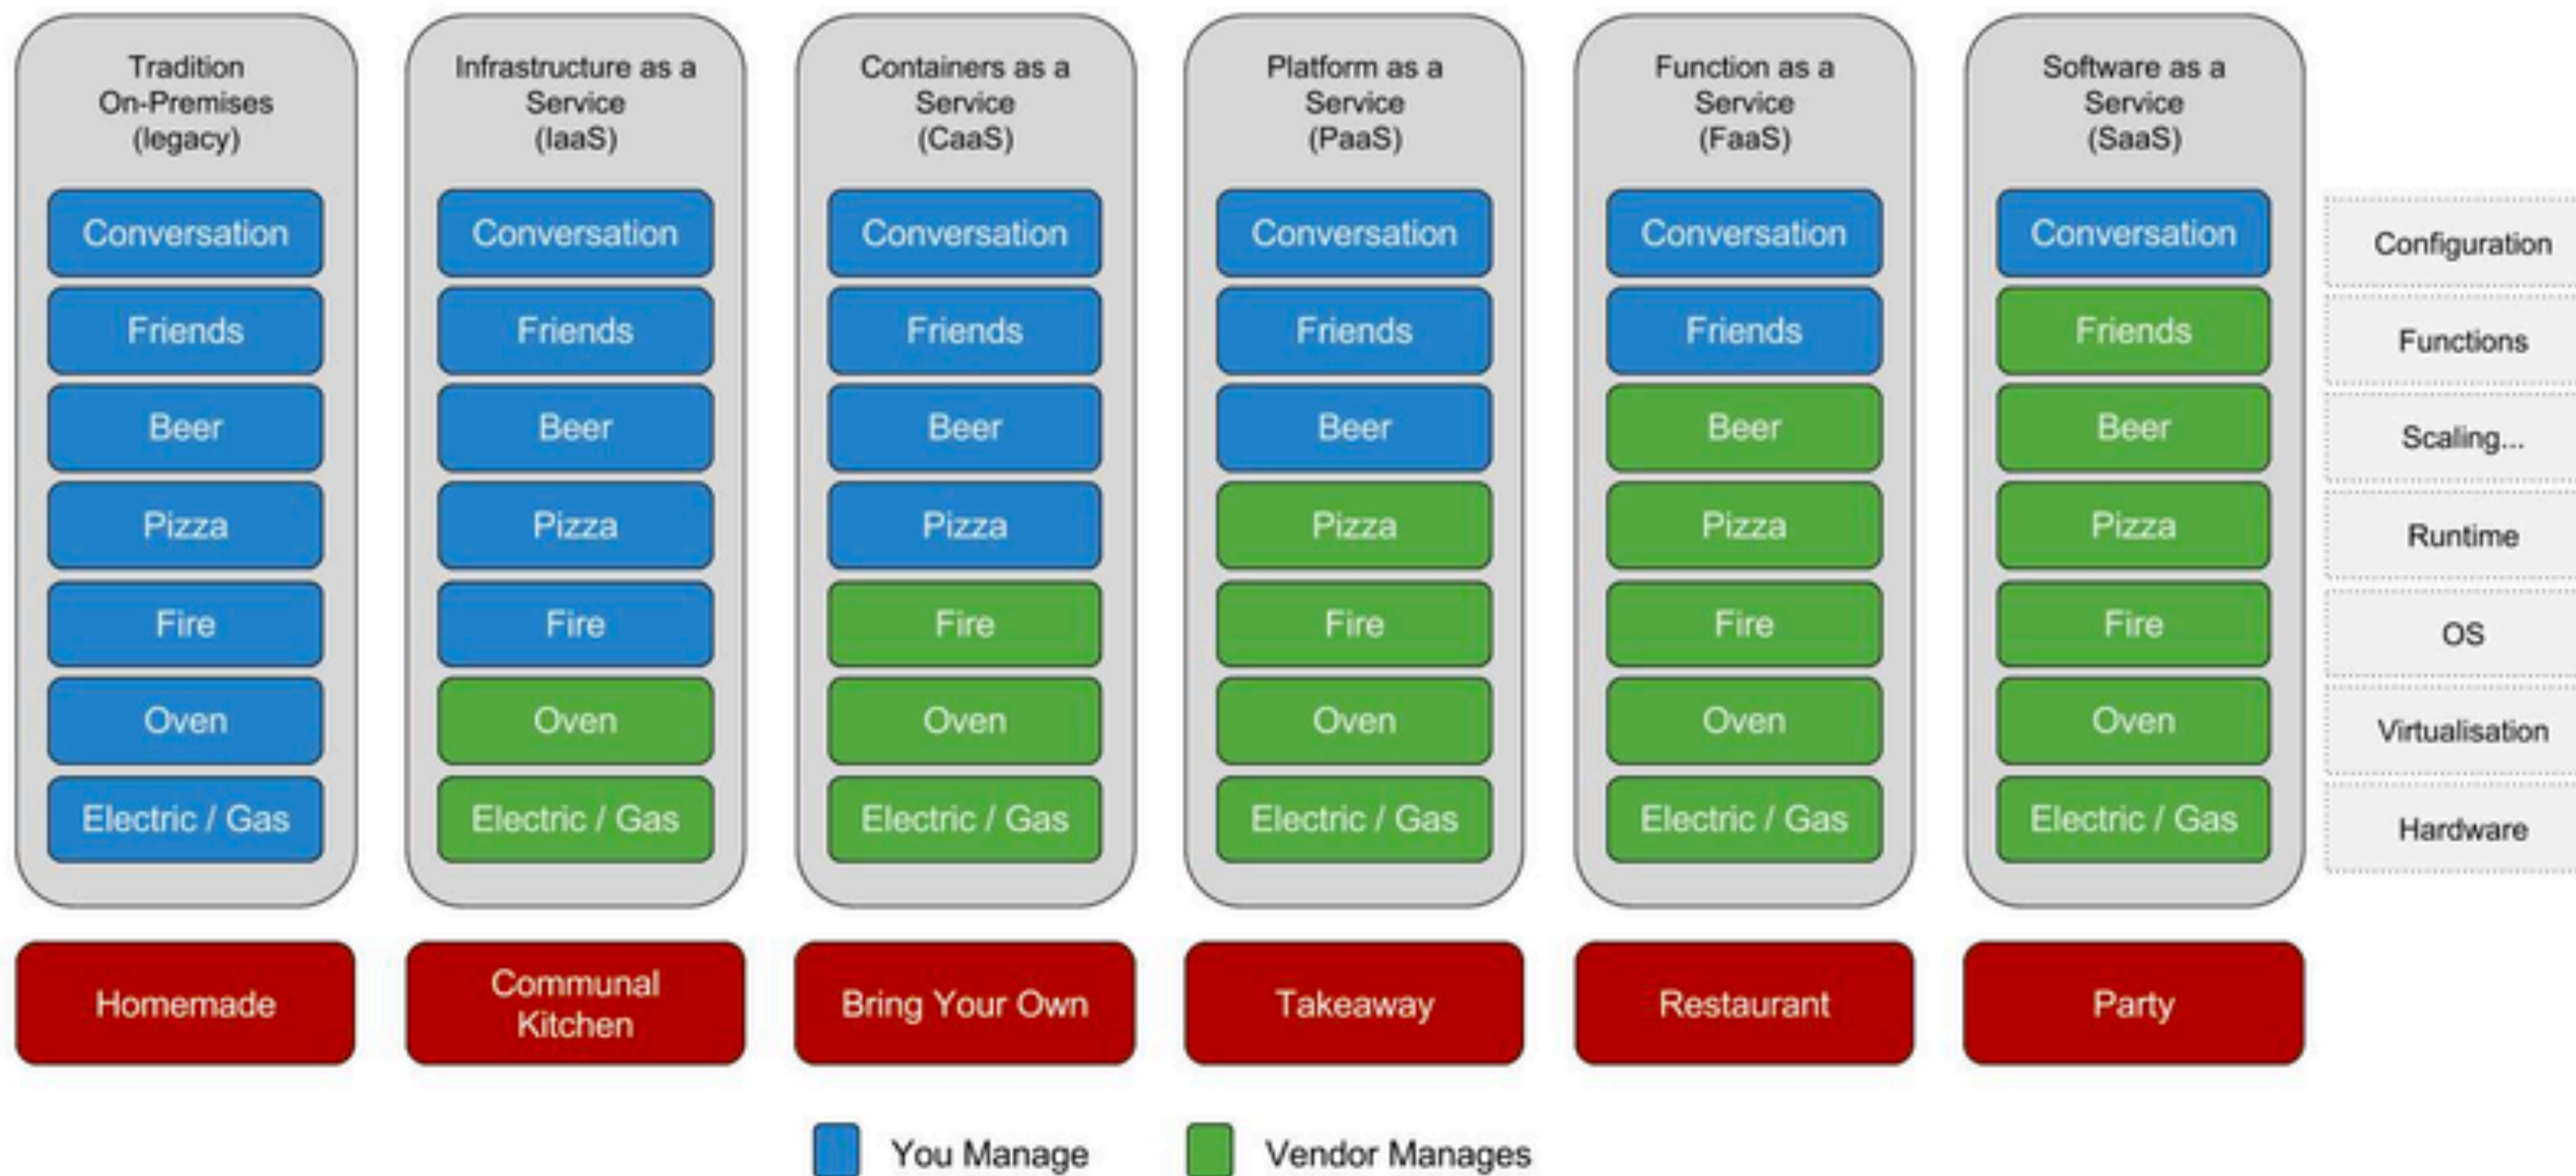 Tradition
On-Premises
(legacy)
Conversation
Friends
Beer
Pizza
Fire
Oven
Electric / Gas
Homemade
Infrastructure as a
Service
(IaaS)
Conversation
Friends
Beer
Pizza
Fire
Oven
Electric / Gas
Communal
Kitchen
Containers as a
Service
(CaaS)
Conversation
Friends
Beer
Pizza
Fire
Oven
Electric / Gas
Bring Your Own
Platform as a
Service
(PaaS)
Conversation
Friends
Beer
Pizza
Fire
Oven
Electric / Gas
Takeaway
Function as a
Service
(FaaS)
Conversation
Friends
Beer
Pizza
Fire
Oven
Electric / Gas
Restaurant
Software as a
Service
(SaaS)
Conversation
Friends
Beer
Pizza
Fire
Oven
Electric / Gas
Party
Configuration
Functions
Scaling...
Runtime
OS
Virtualisation
Hardware
You Manage
Vendor Manages